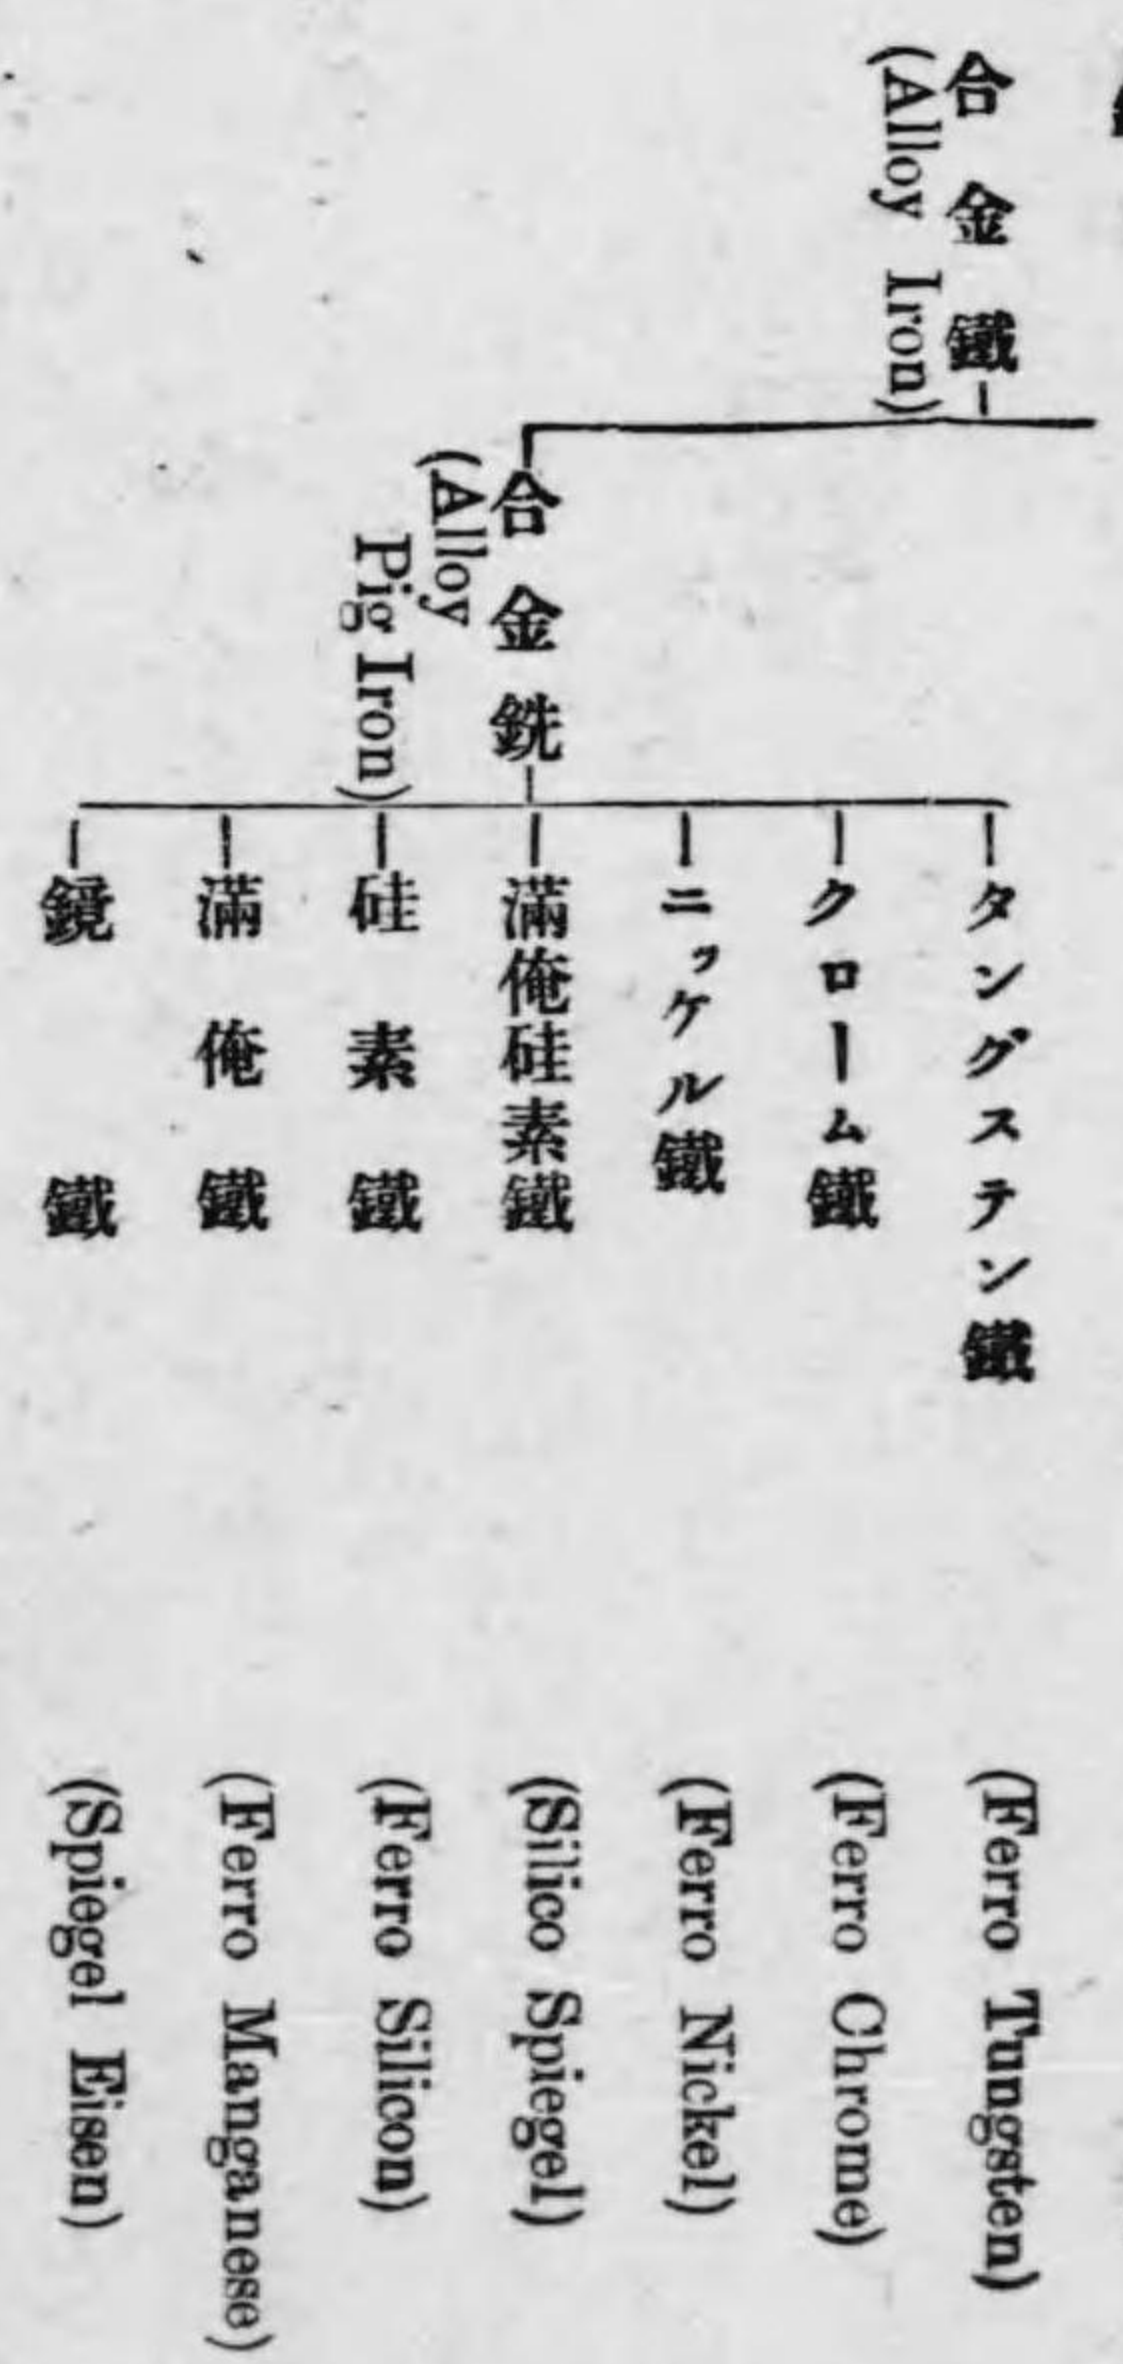 合金鐵
(Alloy Iron)
合金銑
(Alloy
Pig Iron)
タングステン鐵 (Ferro Tungsten)
クローム鐵 (Ferro Chrome)
ニッケル鐵 (Ferro Nickel)
滿俺硅素鐵 (Silico Spiegel)
硅素鐵 (Ferro Silicon)
滿俺鐵 (Ferro Manganese)
鏡鐵 (Spiegel Eisen)